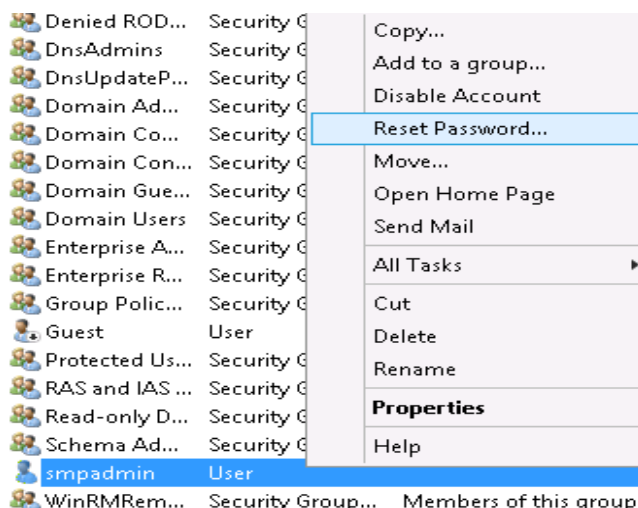 Denied ROD... Security G
DnsAdmins Security G
DnsUpdateP... Security G
Domain Ad... Security G
Domain Co... Security G
Domain Con... Security G
Domain Gue... Security G
Domain Users Security G
Enterprise A... Security G
Enterprise R... Security G
Group Polic... Security G
Guest User
Protected Us... Security G
RAS and IAS ... Security G
Read-only D... Security G
Schema Ad... Security G
smpadmin User
WinRMRem... Security Group... Members of this group
Copy...
Add to a group...
Disable Account
Reset Password...
Move...
Open Home Page
Send Mail
All Tasks
Cut
Delete
Rename
Properties
Help